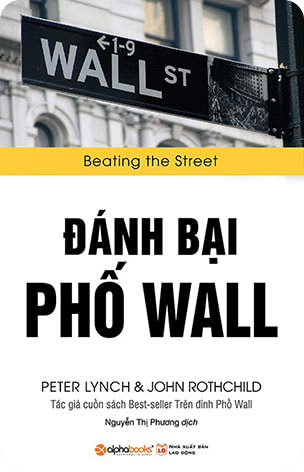 ←1-9
WALL ST
Beating the Street
ĐÁNH BẠI
PHỐ WALL
PETER LYNCH & JOHN ROTHCHILD
Tác giả cuốn sách Best-seller Trên đỉnh Phố Wall
Nguyễn Thị Phương dịch
alphabooks
NHÀ XUẤT BẢN
LAO ĐỘNG